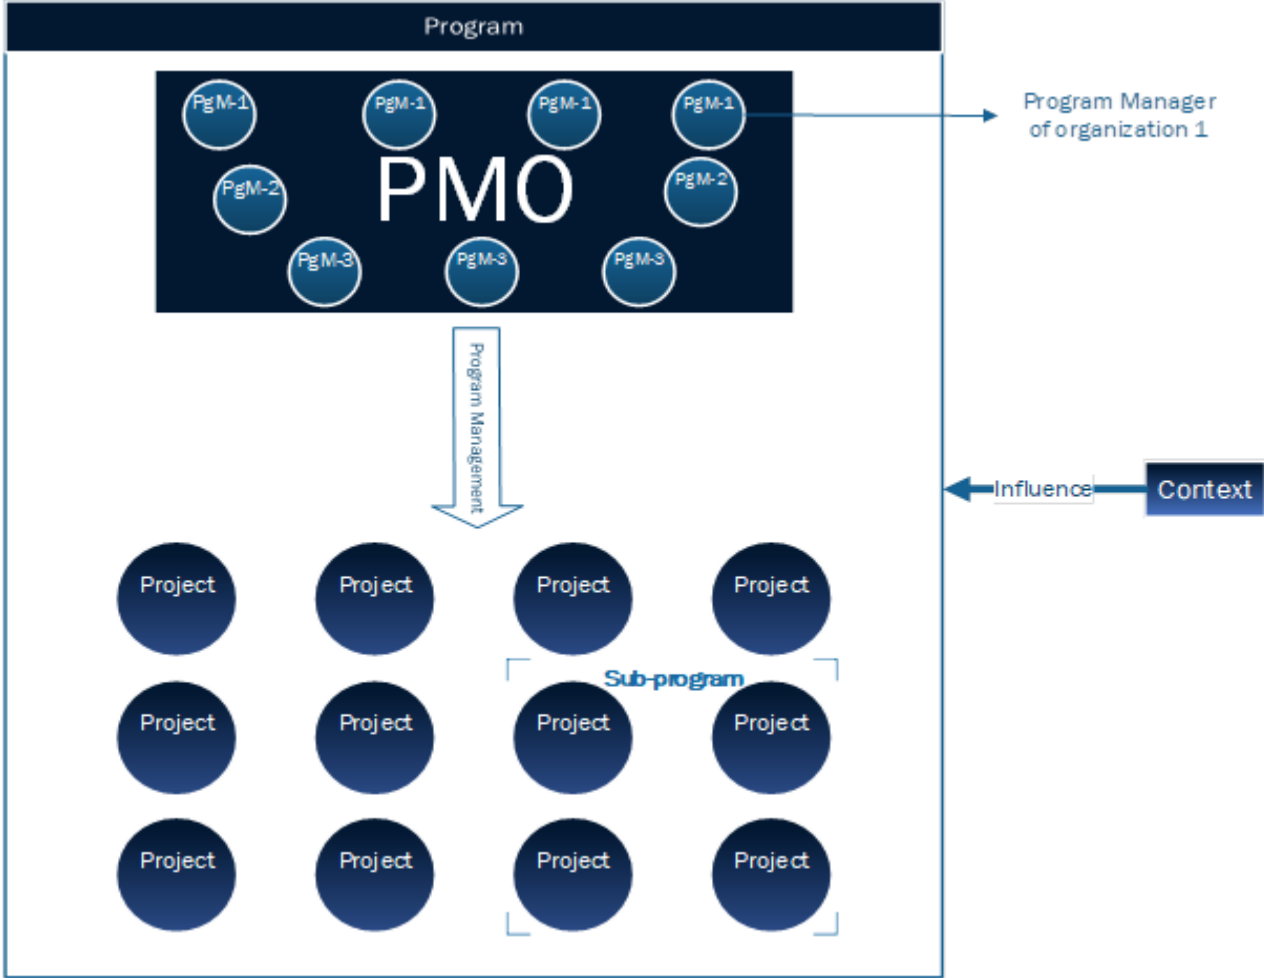 Program
PgM-1
PgM-1
PgM-1
PgM-1
Program Manager
of organization 1
PgM-2
PMO
PgM-2
PgM-3
PgM-3
PgM-3
Program Management
Influence
Context
Project
Project
Project
Project
Sub-program
Project
Project
Project
Project
Project
Project
Project
Project